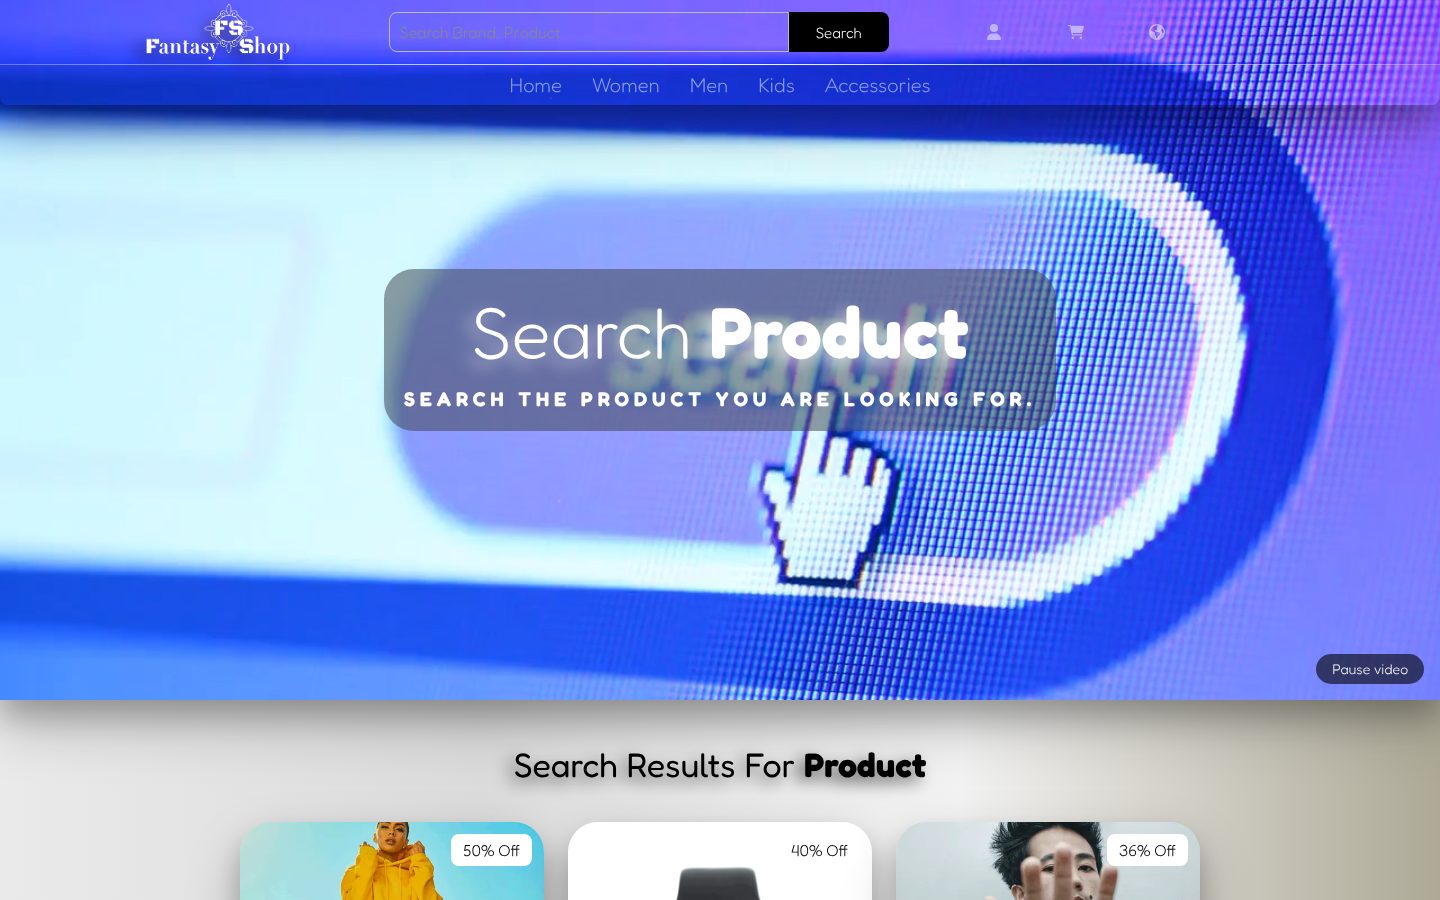 FS
Fantasy Shop
Search Brand, Product...
Search
Home Women Men Kids Accessories
search
Search Product
SEARCH THE PRODUCT YOU ARE LOOKING FOR.
Pause video
Search Results For Product
50% Off
40% Off
36% Off